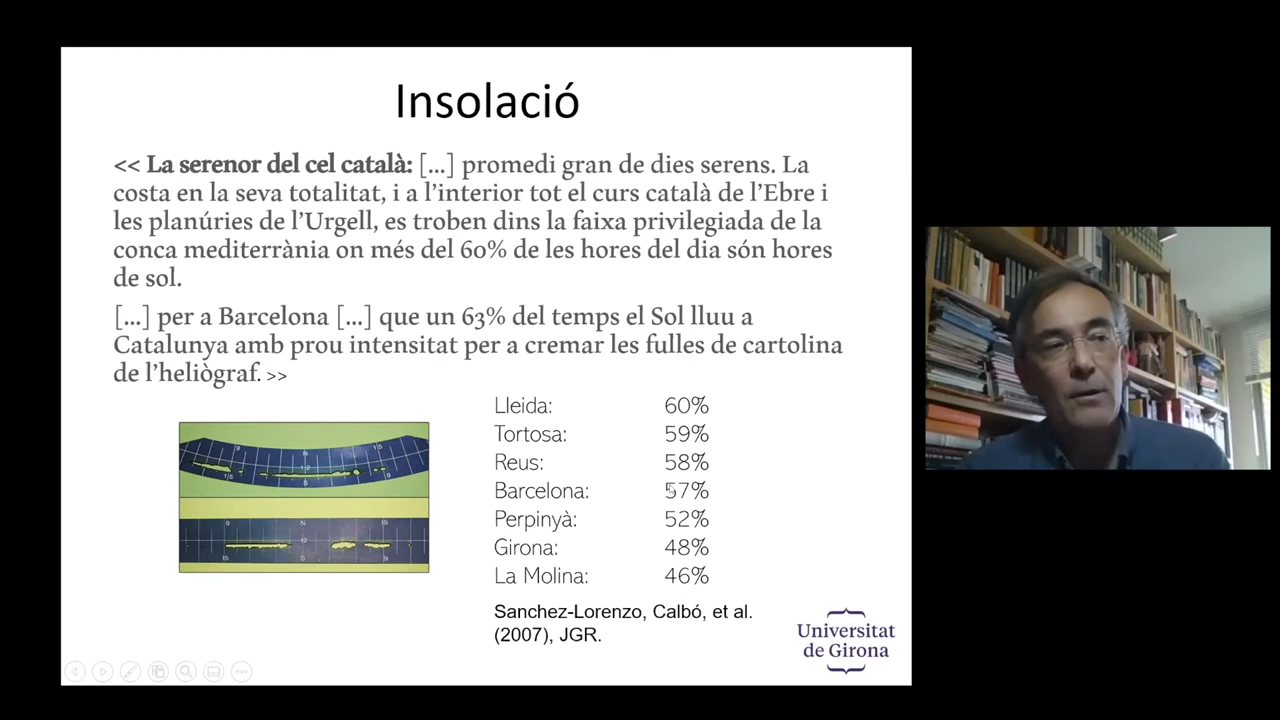 Insolació
<< La serenor del cel català: [...] promedi gran de dies serens. La
costa en la seva totalitat, i a l'interior tot el curs català de l'Ebre i
les planúries de l'Urgell, es troben dins la faixa privilegiada de la
conca mediterrània on més del 60% de les hores del dia són hores
de sol.
[...] per a Barcelona [...] que un 63% del temps el Sol lluu a
Catalunya amb prou intensitat per a cremar les fulles de cartolina
de l'heliògraf. >>
Lleida: 60%
Tortosa: 59%
Reus: 58%
Barcelona: 57%
Perpinyà: 52%
Girona: 48%
La Molina: 46%
Sanchez-Lorenzo, Calbó, et al.
(2007), JGR.
Universitat
de Girona